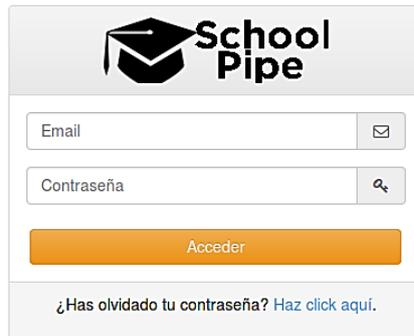 School
Pipe
Email
Contraseña
Acceder
¿Has olvidado tu contraseña? Haz click aquí.